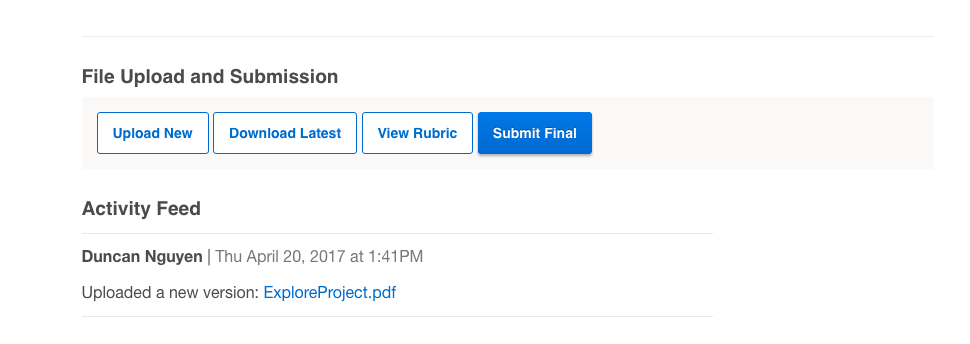 File Upload and Submission
Upload New Download Latest View Rubric Submit Final
Activity Feed
Duncan Nguyen | Thu April 20, 2017 at 1:41PM
Uploaded a new version: ExploreProject.pdf